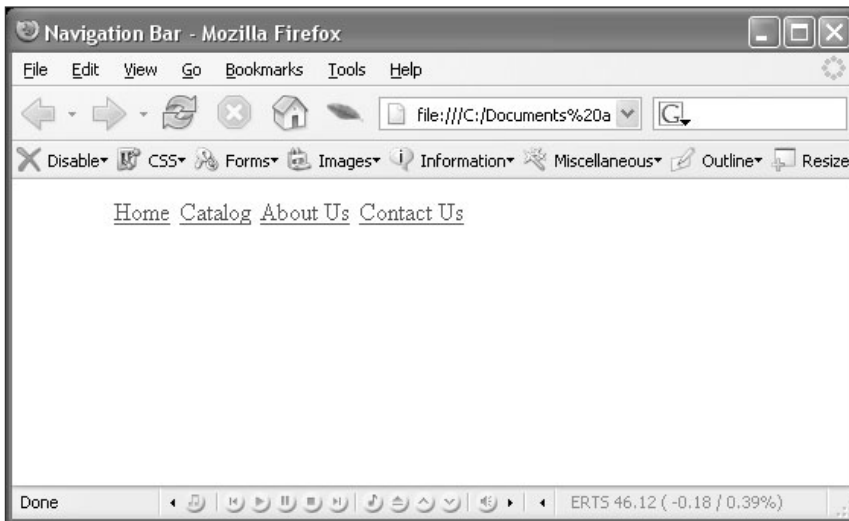 Navigation Bar - Mozilla Firefox
File Edit View Go Bookmarks Tools Help
file:///C:/Documents%20a G
Disable CSS Forms Images Information Miscellaneous Outline Resize
Home Catalog About Us Contact Us
Done ERTS 46.12 ( -0.18 / 0.39%)